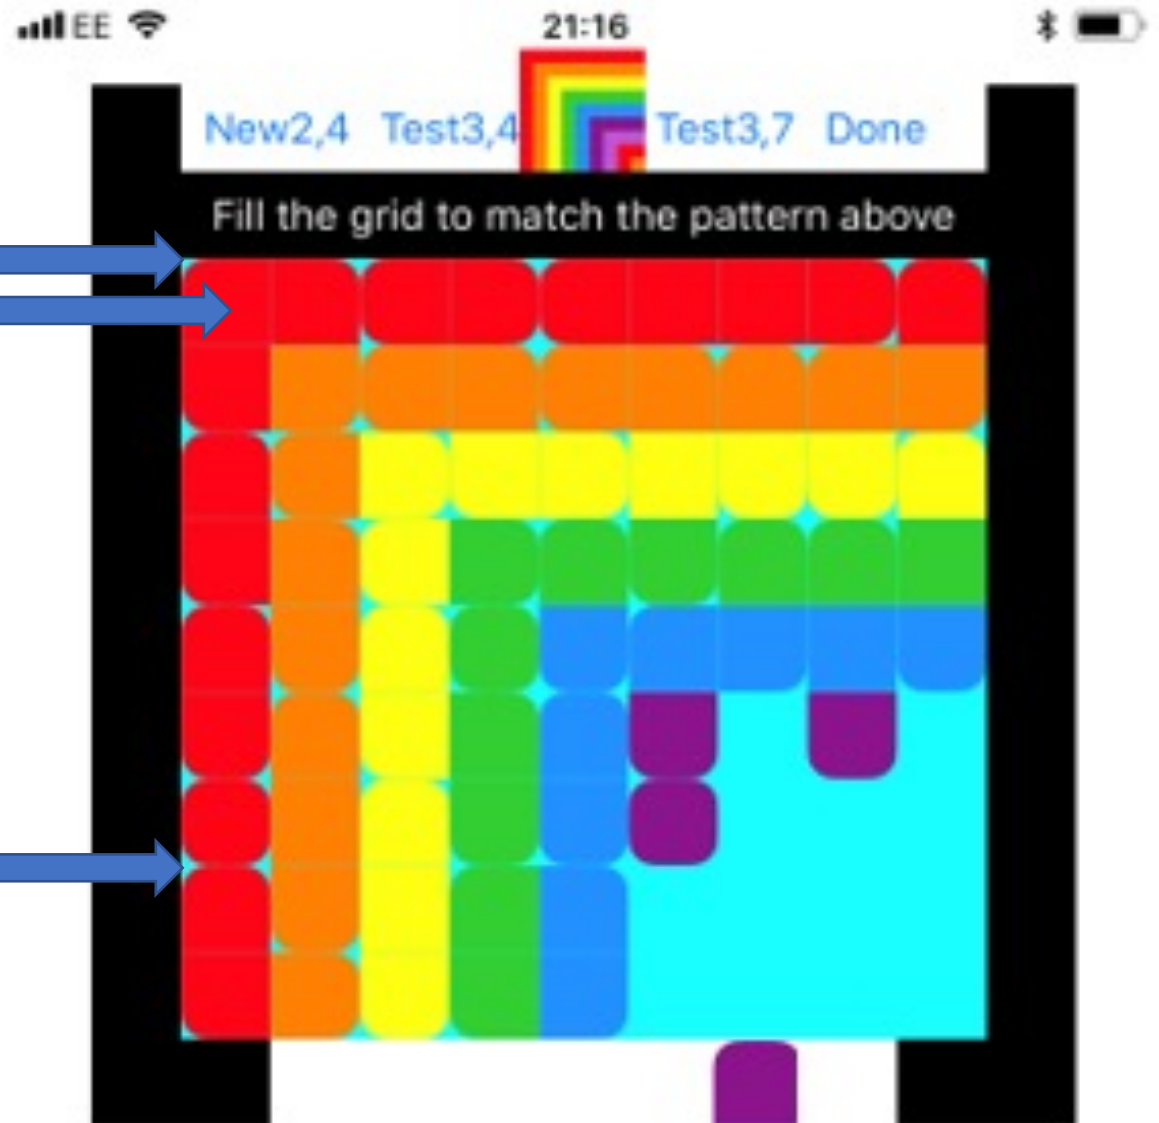 EE 21:16
New2,4 Test3,4 Test3,7 Done
Fill the grid to match the pattern above